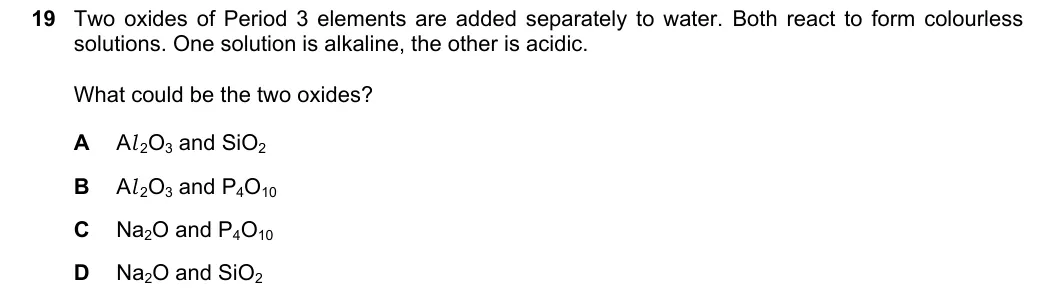 19 Two oxides of Period 3 elements are added separately to water. Both react to form colourless
solutions. One solution is alkaline, the other is acidic.
What could be the two oxides?
A Al₂O₃ and SiO₂
B Al₂O₃ and P₄O₁₀
C Na₂O and P₄O₁₀
D Na₂O and SiO₂